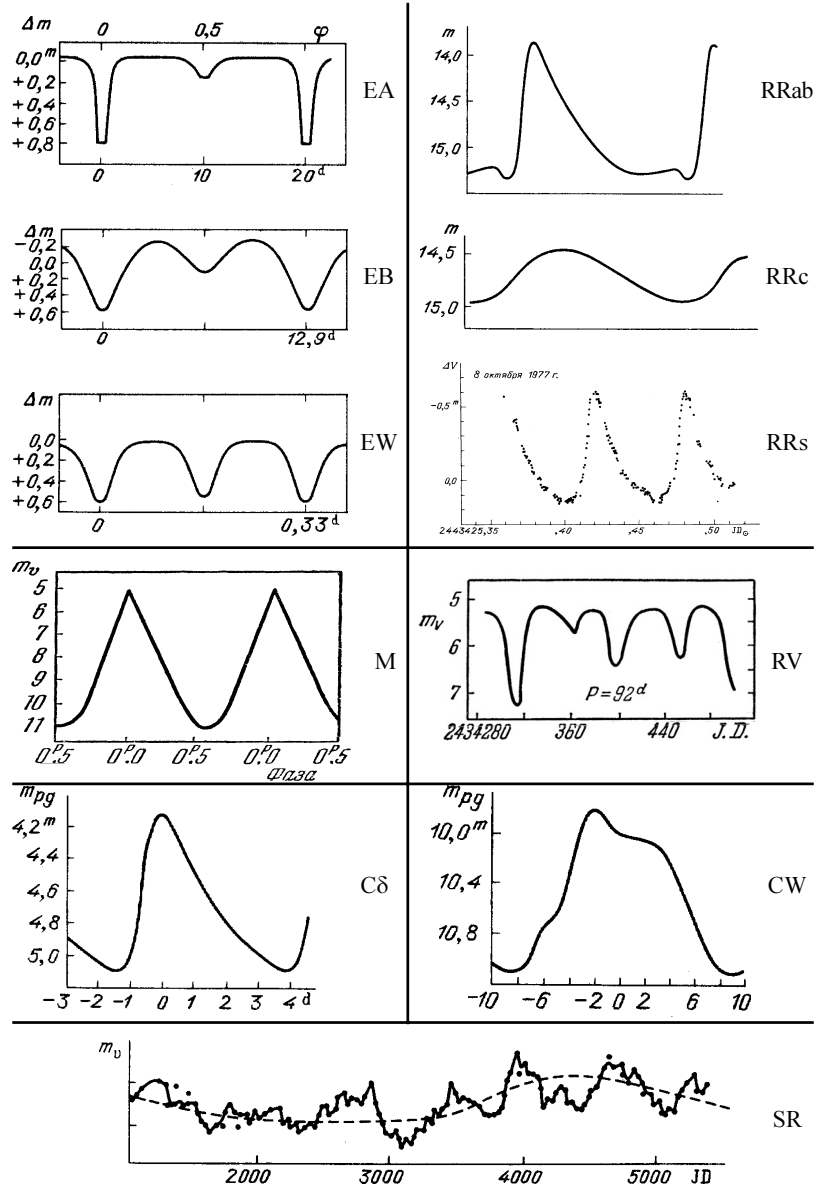 Δm 0 0,5 φ
0,0ᵐ
+0,2
+0,4
+0,6
+0,8
0 10 20ᵈ
EA
m
14,0
14,5
15,0
RRab
Δm
-0,2
0,0
+0,2
+0,4
+0,6
0 12,9ᵈ
EB
m
14,5
15,0
RRc
Δm
0,0
+0,2
+0,4
+0,6
0 0,33ᵈ
EW
ΔV
8 октября 1977 г.
-0,5ᵐ
0,0
2443425,35 ,40 ,45 ,50 JD☉
RRs
mᵥ
5
6
7
8
9
10
11
0ᴾ,5 0ᴾ,0 0ᴾ,5 0ᴾ,0 0ᴾ,5
Фаза
M
5
mᵥ
6
7
P=92ᵈ
2434280 360 440 J.D.
RV
m_pg
4,2ᵐ
4,4
4,6
4,8
5,0
-3 -2 -1 0 1 2 3 4 ᵈ
Cδ
m_pg
10,0ᵐ
10,4
10,8
-10 -6 -2 0 2 6 10
CW
mᵥ
2000 3000 4000 5000 JD
SR